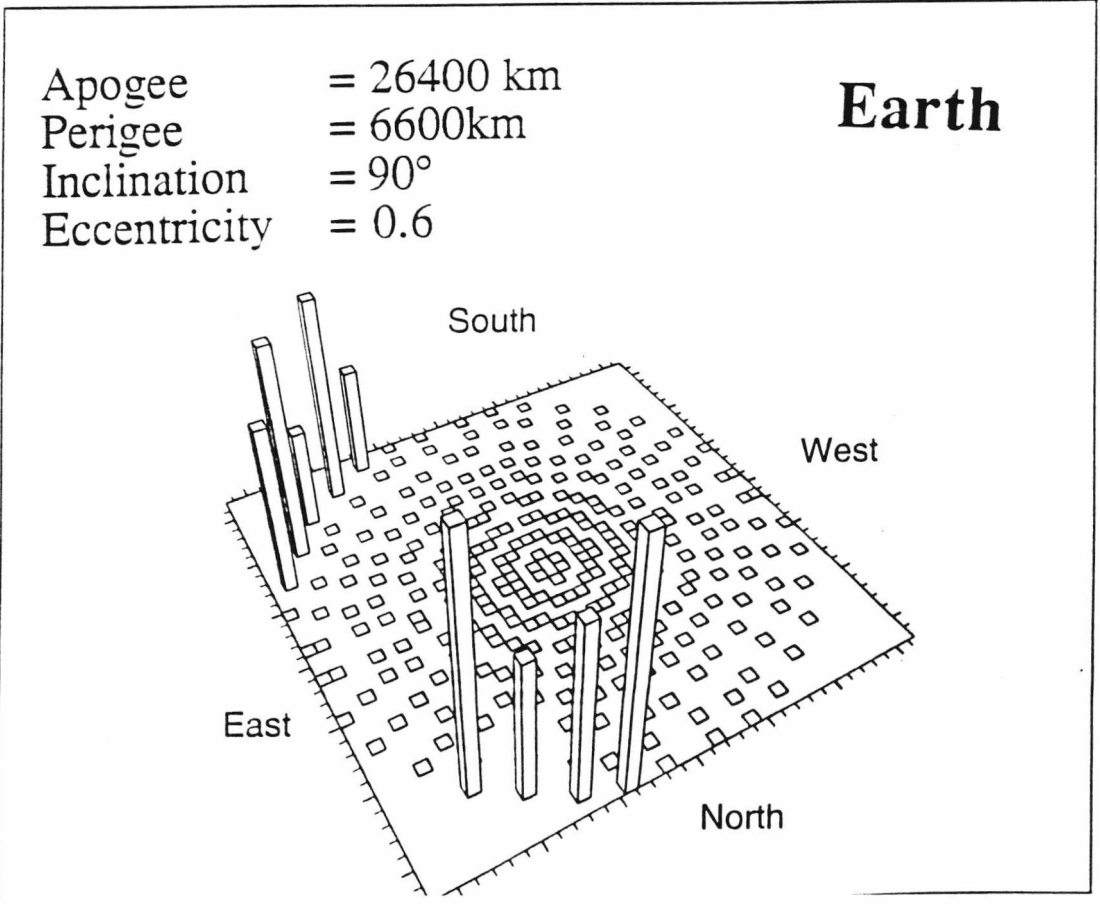 Apogee = 26400 km
Perigee = 6600km
Inclination = 90°
Eccentricity = 0.6
Earth
South
West
East
North